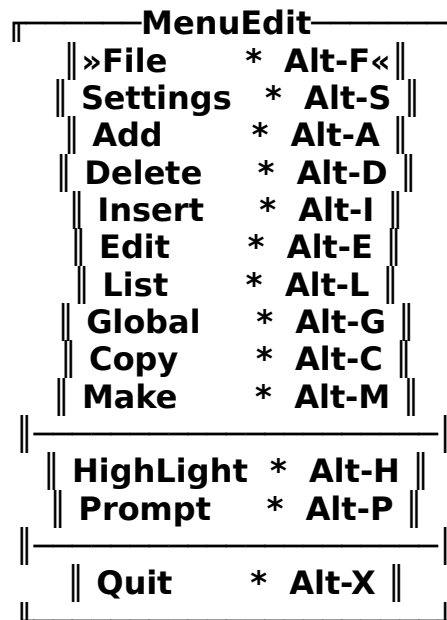 ╓───────MenuEdit──────────
║»File * Alt-F«║
║ Settings * Alt-S ║
║ Add * Alt-A ║
║ Delete * Alt-D ║
║ Insert * Alt-I ║
║ Edit * Alt-E ║
║ List * Alt-L ║
║ Global * Alt-G ║
║ Copy * Alt-C ║
║ Make * Alt-M ║
║──────────────────────║
║ HighLight * Alt-H ║
║ Prompt * Alt-P ║
║──────────────────────║
║ Quit * Alt-X ║
╙──────────────────────╜